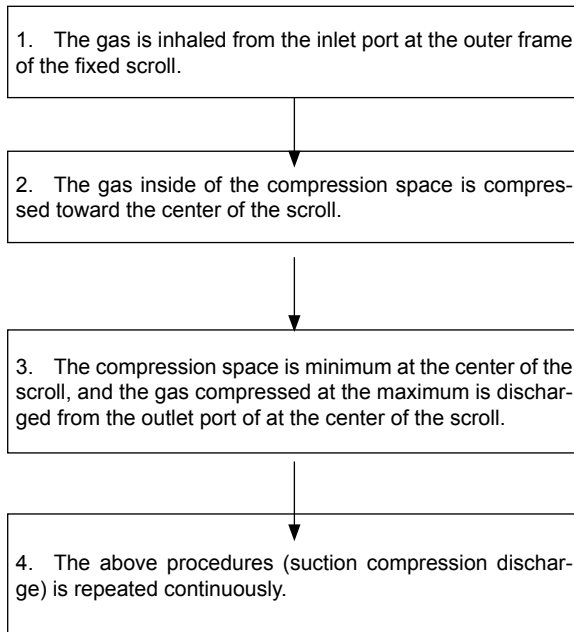 1. The gas is inhaled from the inlet port at the outer frame
of the fixed scroll.
2. The gas inside of the compression space is compres-
sed toward the center of the scroll.
3. The compression space is minimum at the center of the
scroll, and the gas compressed at the maximum is dischar-
ged from the outlet port of at the center of the scroll.
4. The above procedures (suction compression dischar-
ge) is repeated continuously.